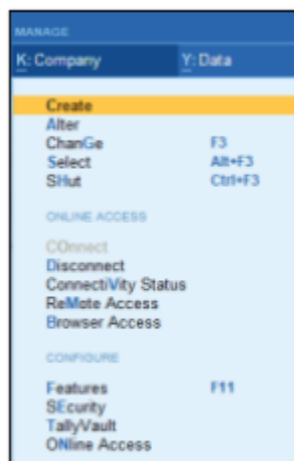 MANAGE
K: Company Y: Data
Create
Alter
ChanGe F3
Select Alt+F3
SHut Ctrl+F3
ONLINE ACCESS
COnnect
Disconnect
ConnectiVity Status
ReMote Access
Browser Access
CONFIGURE
Features F11
SEcurity
TallyVault
ONline Access